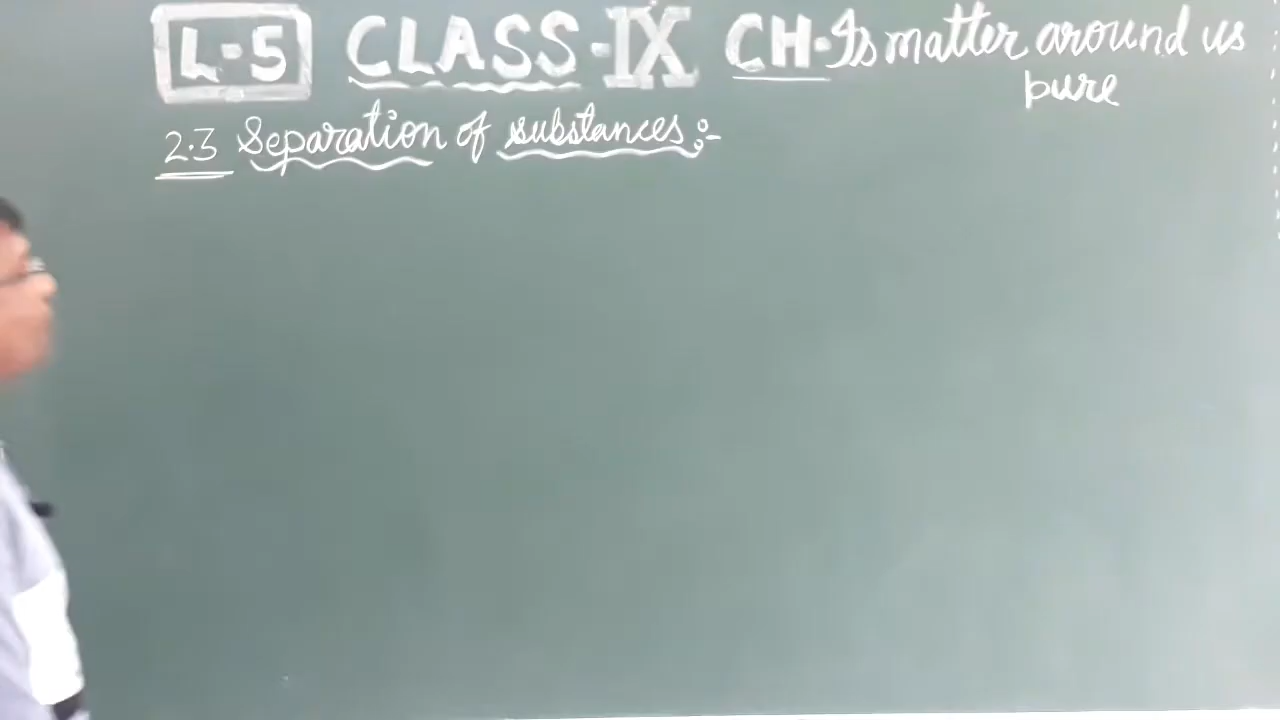 L-5 CLASS-IX CH-Is matter around us
pure
2.3 Separation of substances:-